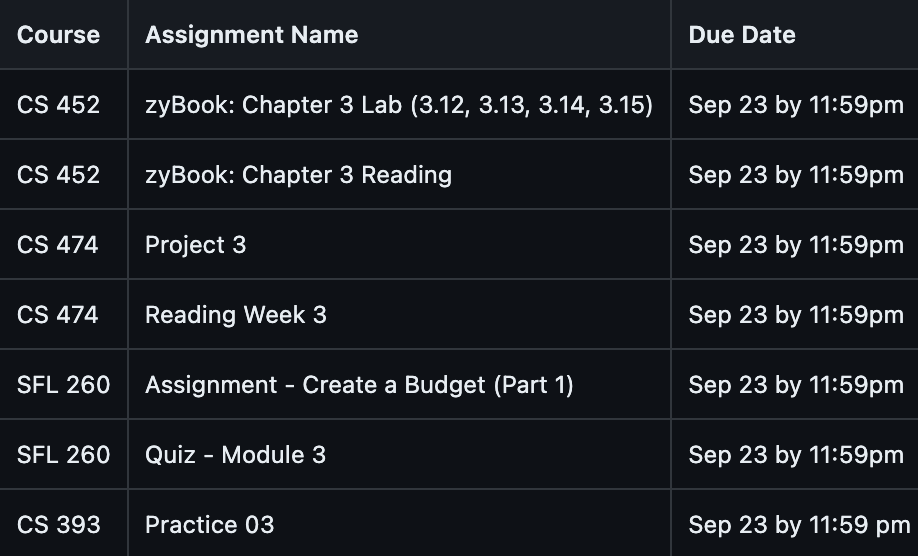 Course Assignment Name Due Date
CS 452 zyBook: Chapter 3 Lab (3.12, 3.13, 3.14, 3.15) Sep 23 by 11:59pm
CS 452 zyBook: Chapter 3 Reading Sep 23 by 11:59pm
CS 474 Project 3 Sep 23 by 11:59pm
CS 474 Reading Week 3 Sep 23 by 11:59pm
SFL 260 Assignment - Create a Budget (Part 1) Sep 23 by 11:59pm
SFL 260 Quiz - Module 3 Sep 23 by 11:59pm
CS 393 Practice 03 Sep 23 by 11:59 pm